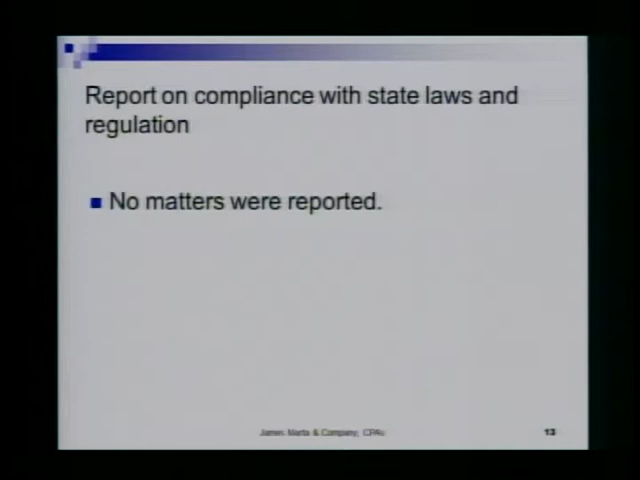 Report on compliance with state laws and
regulation
No matters were reported.
James Marta & Company, CPAs
13